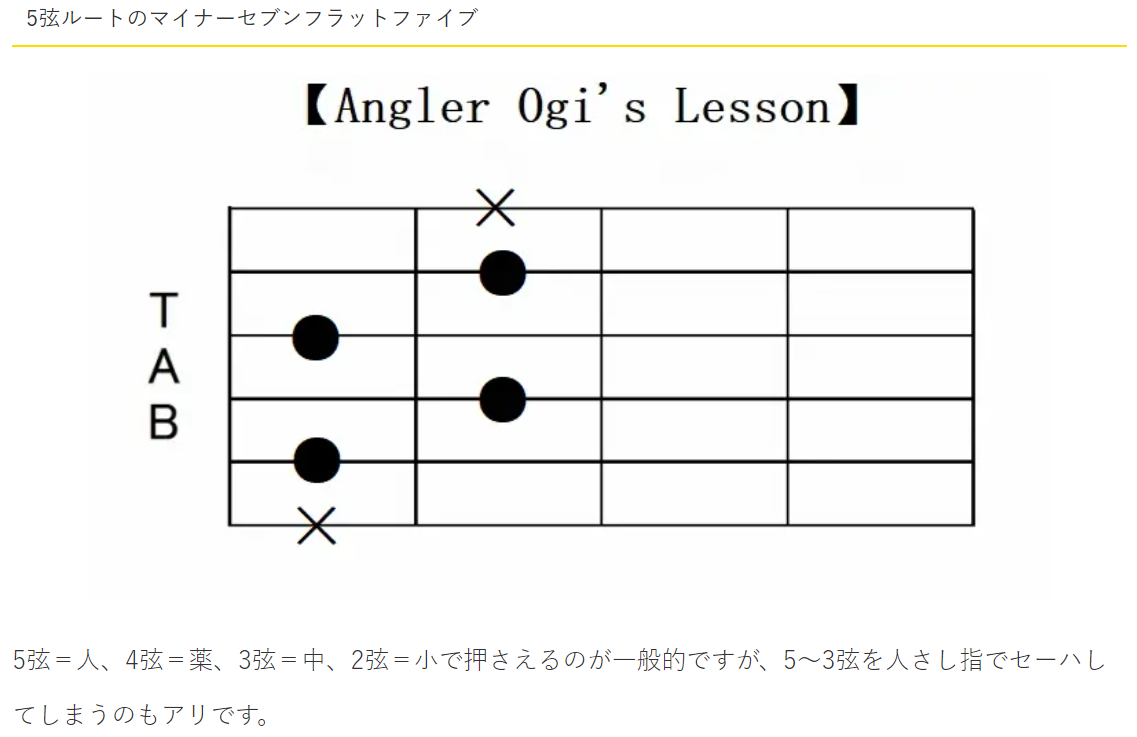 5弦ルートのマイナーセブンフラットファイブ
【Angler Ogi's Lesson】
T
A
B
5弦＝人、4弦＝薬、3弦＝中、2弦＝小で押さえるのが一般的ですが、5～3弦を人さし指でセーハし
てしまうのもアリです。